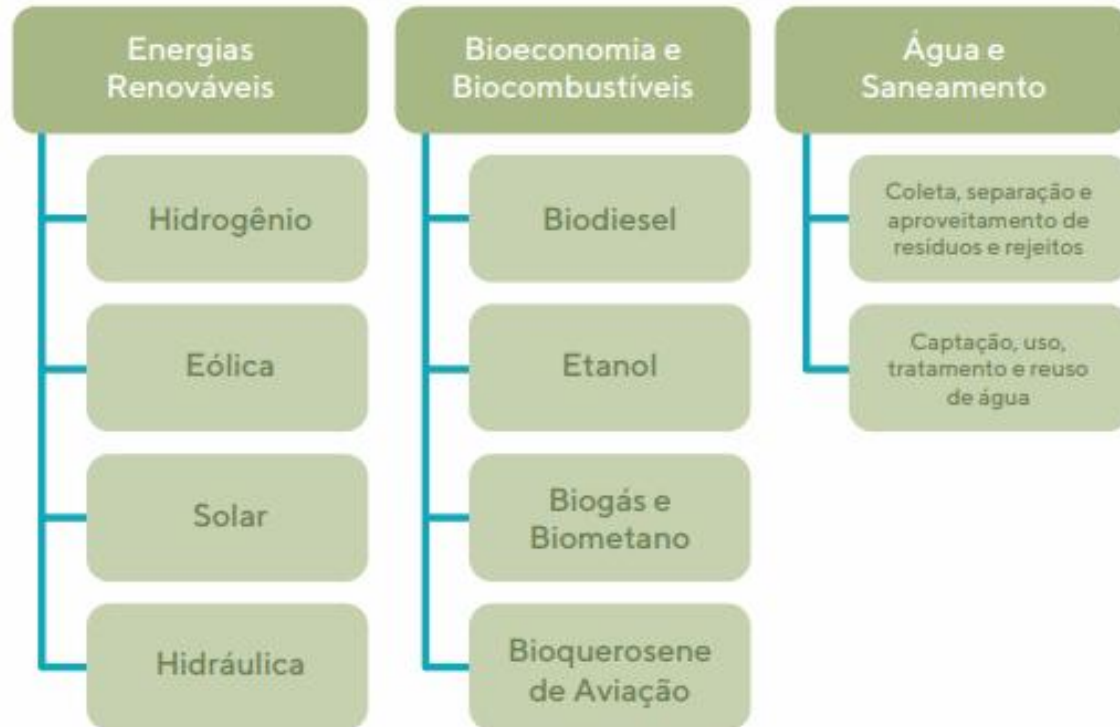 Energias
Renováveis
Hidrogênio
Eólica
Solar
Hidráulica
Bioeconomia e
Biocombustíveis
Biodiesel
Etanol
Biogás e
Biometano
Bioquerosene
de Aviação
Água e
Saneamento
Coleta, separação e
aproveitamento de
resíduos e rejeitos
Captação, uso,
tratamento e reuso
de água